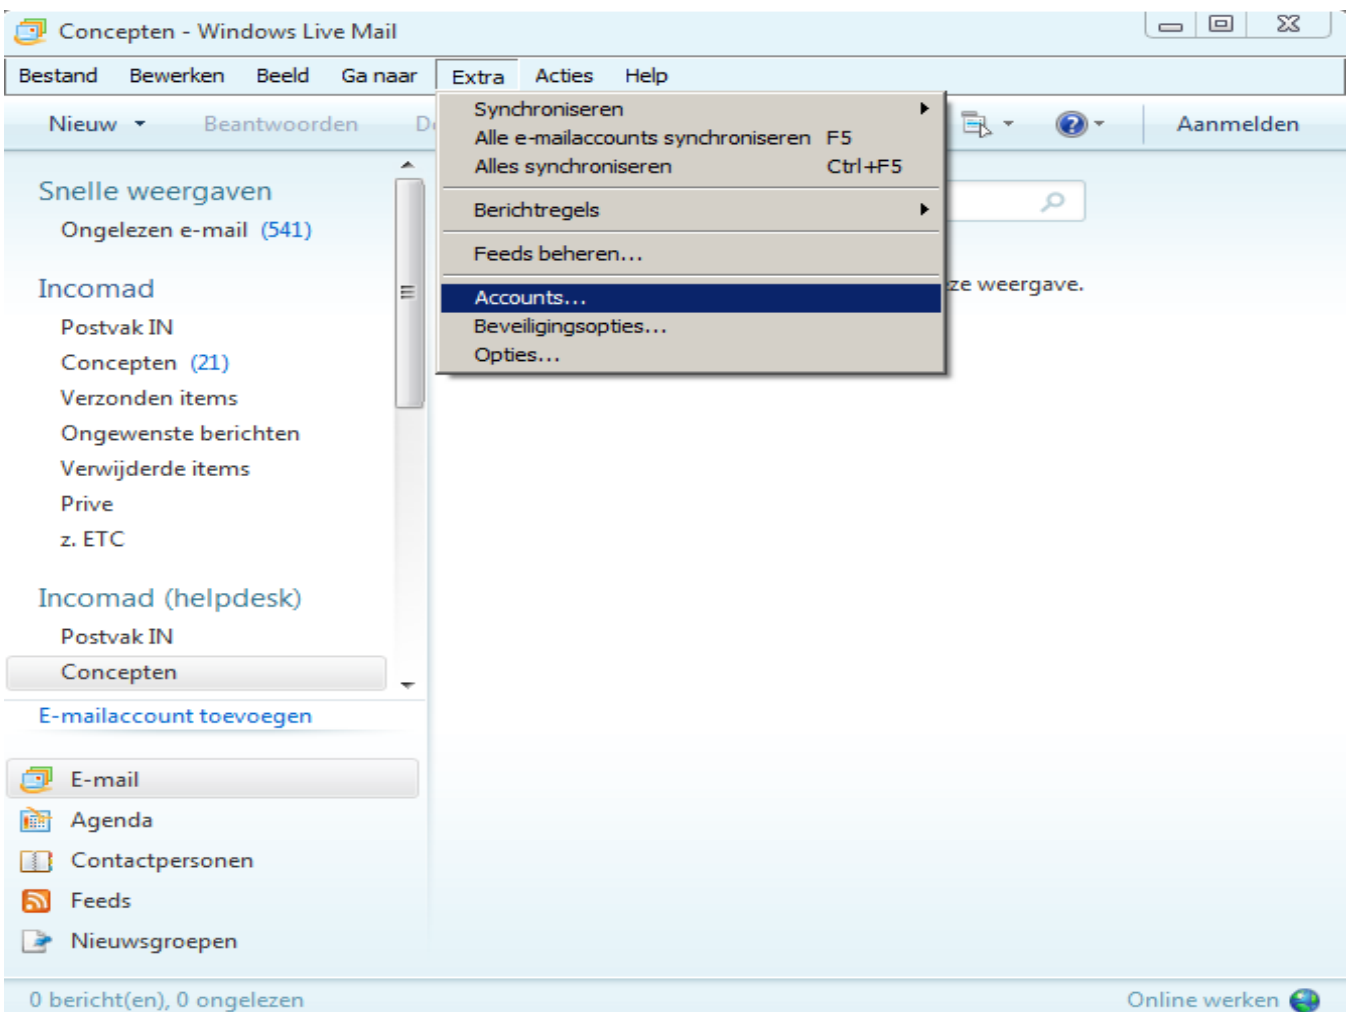 Concepten - Windows Live Mail
Bestand Bewerken Beeld Ga naar Extra Acties Help
Nieuw Beantwoorden Aanmelden
Synchroniseren
Alle e-mailaccounts synchroniseren F5
Alles synchroniseren Ctrl+F5
Berichtregels
Feeds beheren...
Accounts...
Beveiligingsopties...
Opties...
weergave.
Snelle weergaven
Ongelezen e-mail (541)
Incomad
Postvak IN
Concepten (21)
Verzonden items
Ongewenste berichten
Verwijderde items
Prive
z. ETC
Incomad (helpdesk)
Postvak IN
Concepten
E-mailaccount toevoegen
E-mail
Agenda
Contactpersonen
Feeds
Nieuwsgroepen
0 bericht(en), 0 ongelezen Online werken